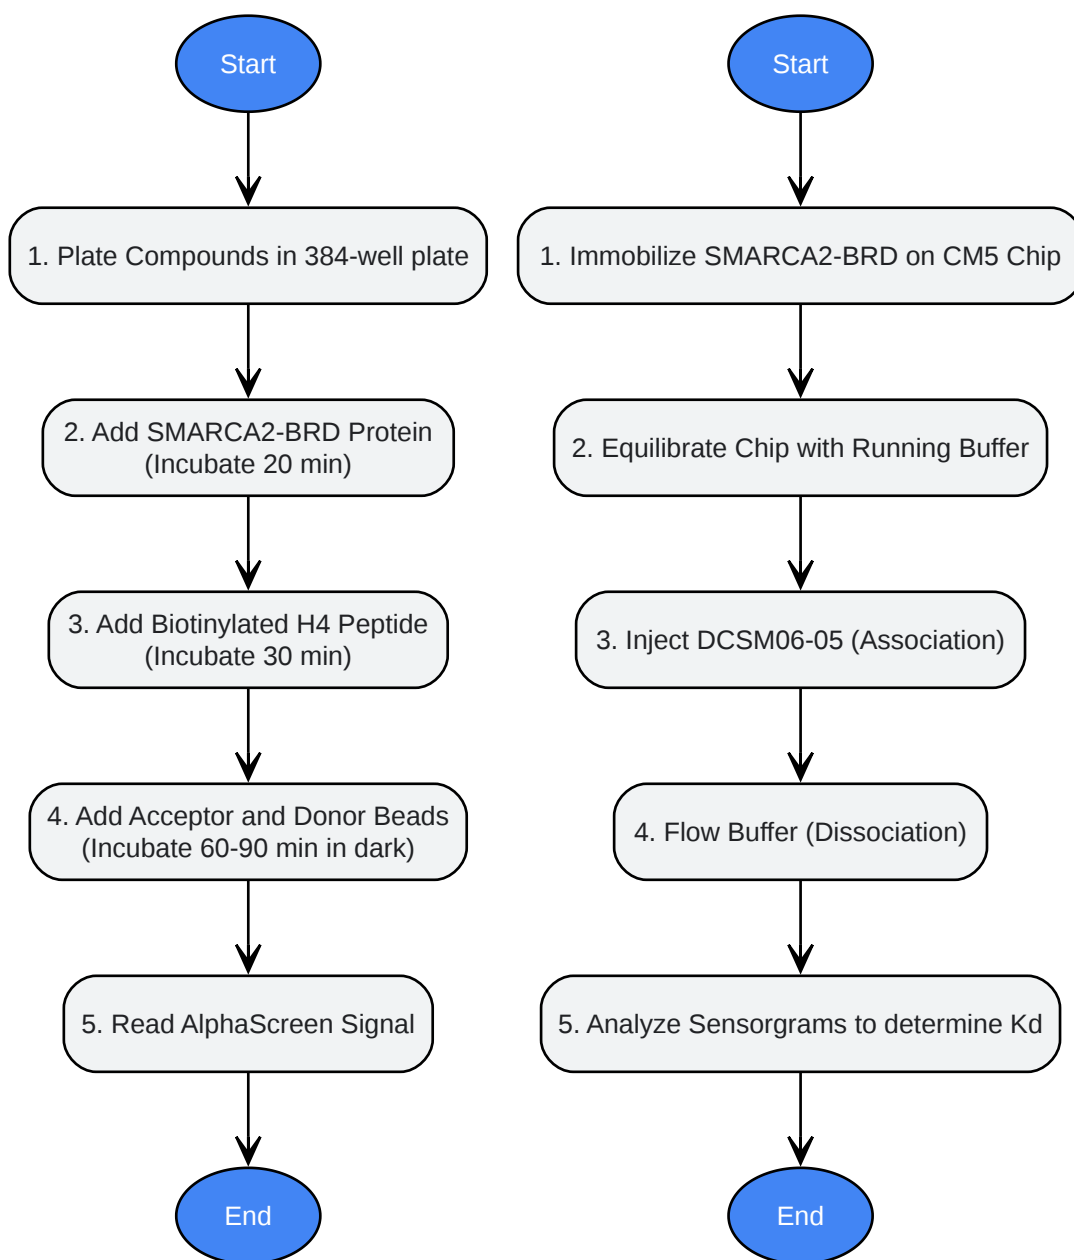 Start
1. Plate Compounds in 384-well plate
2. Add SMARCA2-BRD Protein
(Incubate 20 min)
3. Add Biotinylated H4 Peptide
(Incubate 30 min)
4. Add Acceptor and Donor Beads
(Incubate 60-90 min in dark)
5. Read AlphaScreen Signal
End
Start
1. Immobilize SMARCA2-BRD on CM5 Chip
2. Equilibrate Chip with Running Buffer
3. Inject DCSM06-05 (Association)
4. Flow Buffer (Dissociation)
5. Analyze Sensorgrams to determine Kd
End